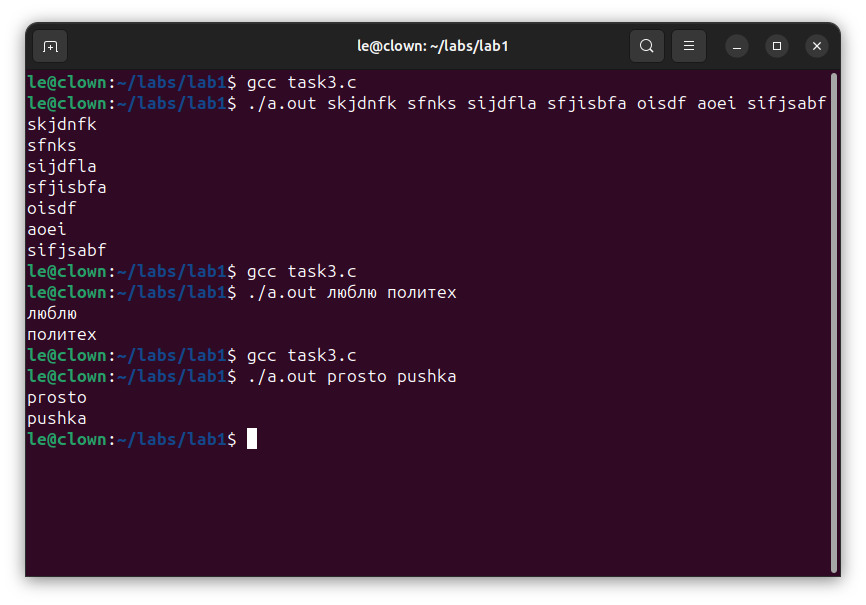 le@clown: ~/labs/lab1
le@clown:~/labs/lab1$ gcc task3.c
le@clown:~/labs/lab1$ ./a.out skjdnfk sfnks sijdfla sfjisbfa oisdf aoei sifjsabf
skjdnfk
sfnks
sijdfla
sfjisbfa
oisdf
aoei
sifjsabf
le@clown:~/labs/lab1$ gcc task3.c
le@clown:~/labs/lab1$ ./a.out люблю политех
люблю
политех
le@clown:~/labs/lab1$ gcc task3.c
le@clown:~/labs/lab1$ ./a.out prosto pushka
prosto
pushka
le@clown:~/labs/lab1$